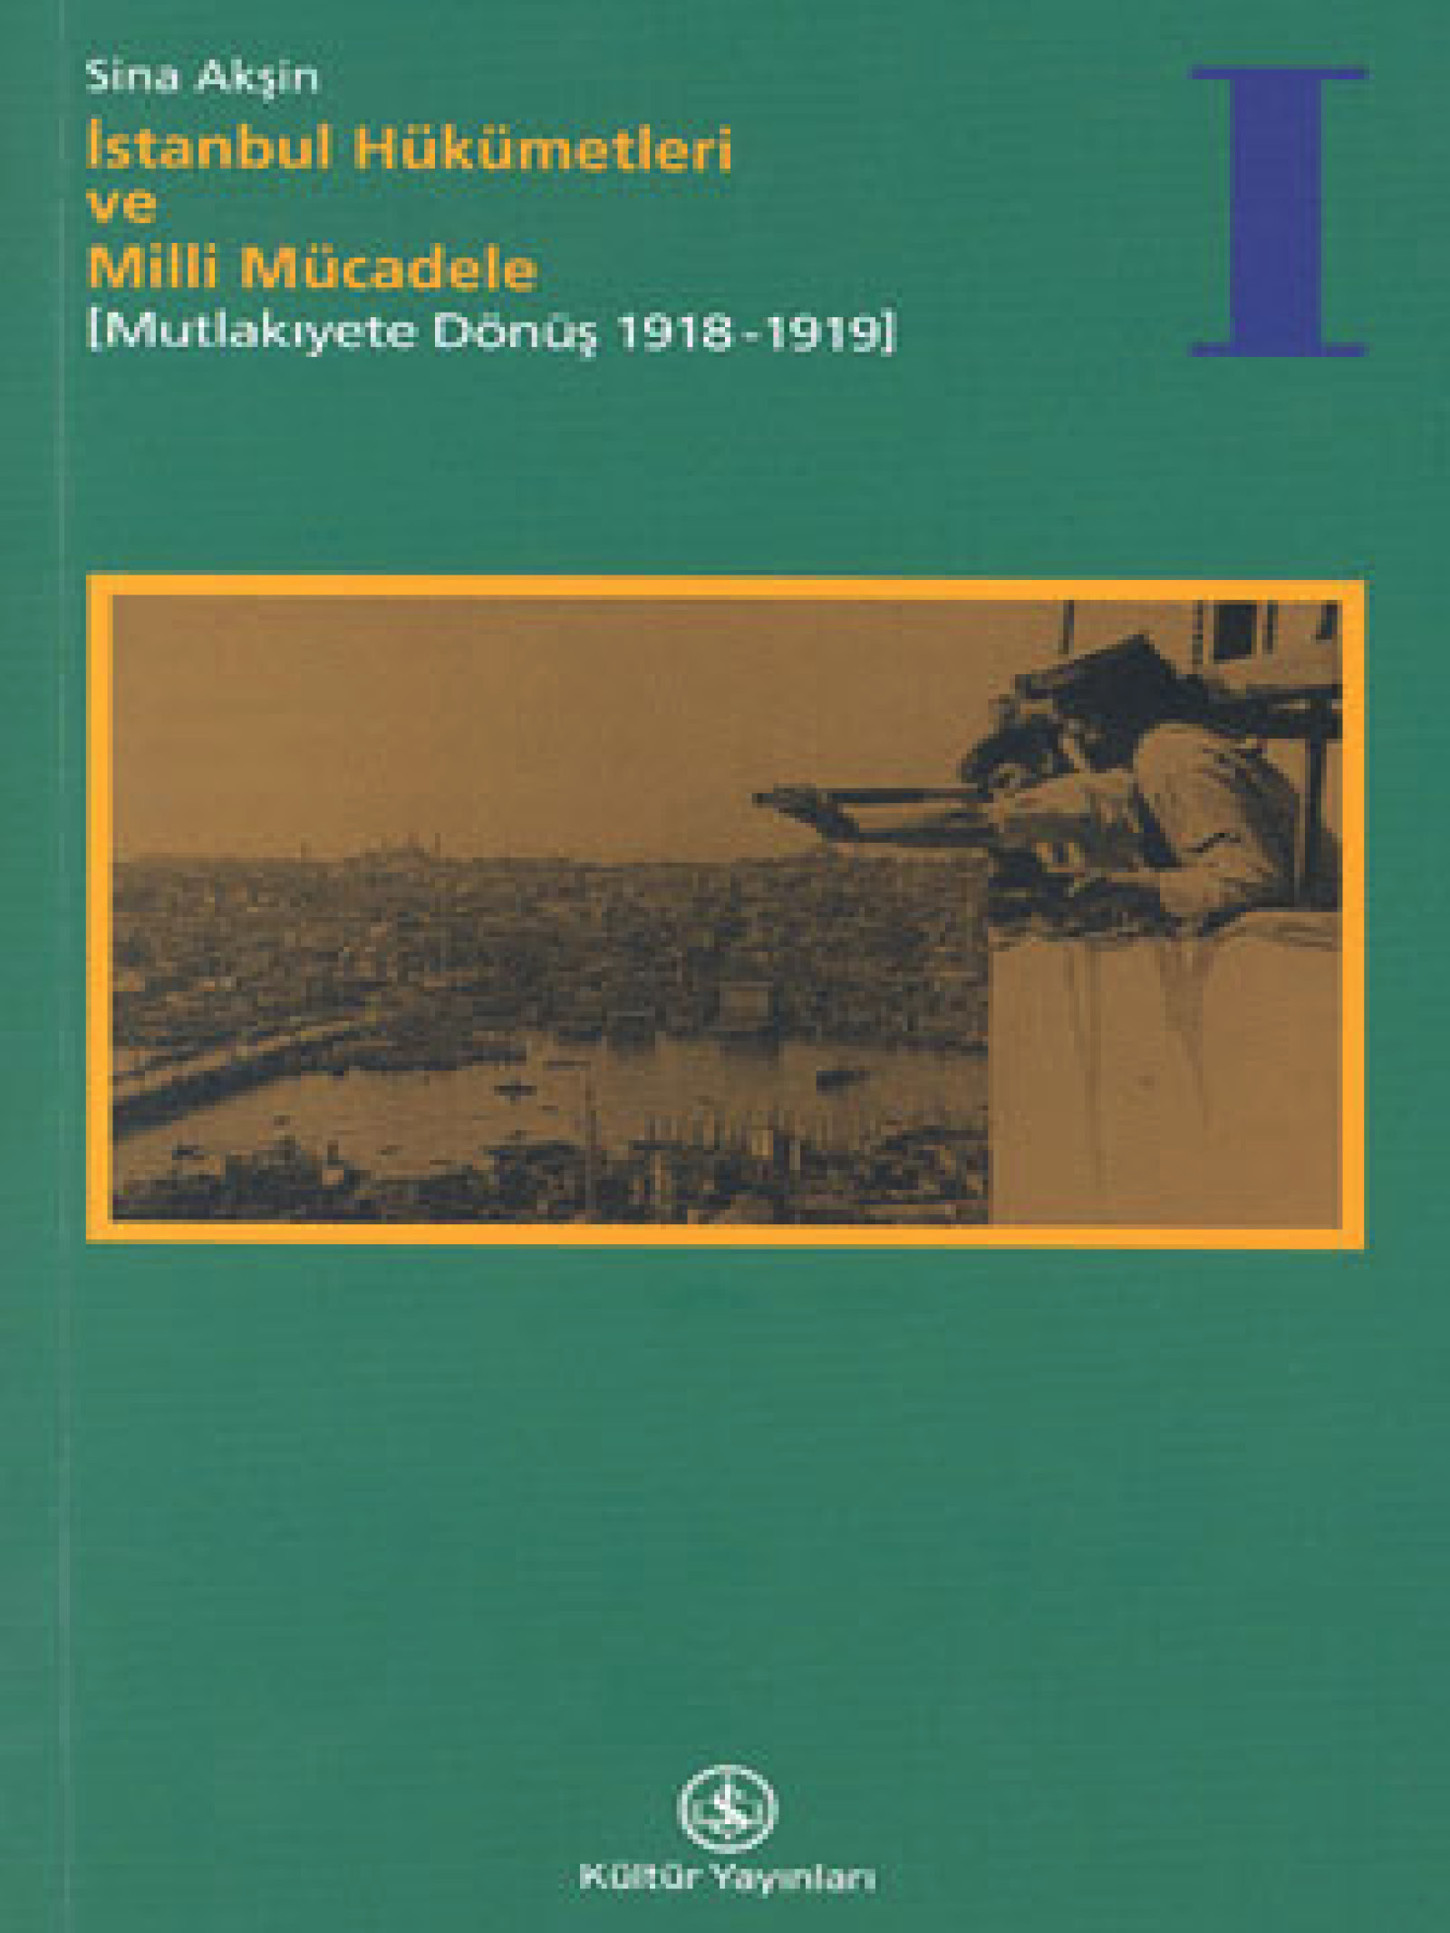 Sina Akşin
İstanbul Hükümetleri
ve
Milli Mücadele
[Mutlakıyete Dönüş 1918-1919]
I
Kültür Yayınları